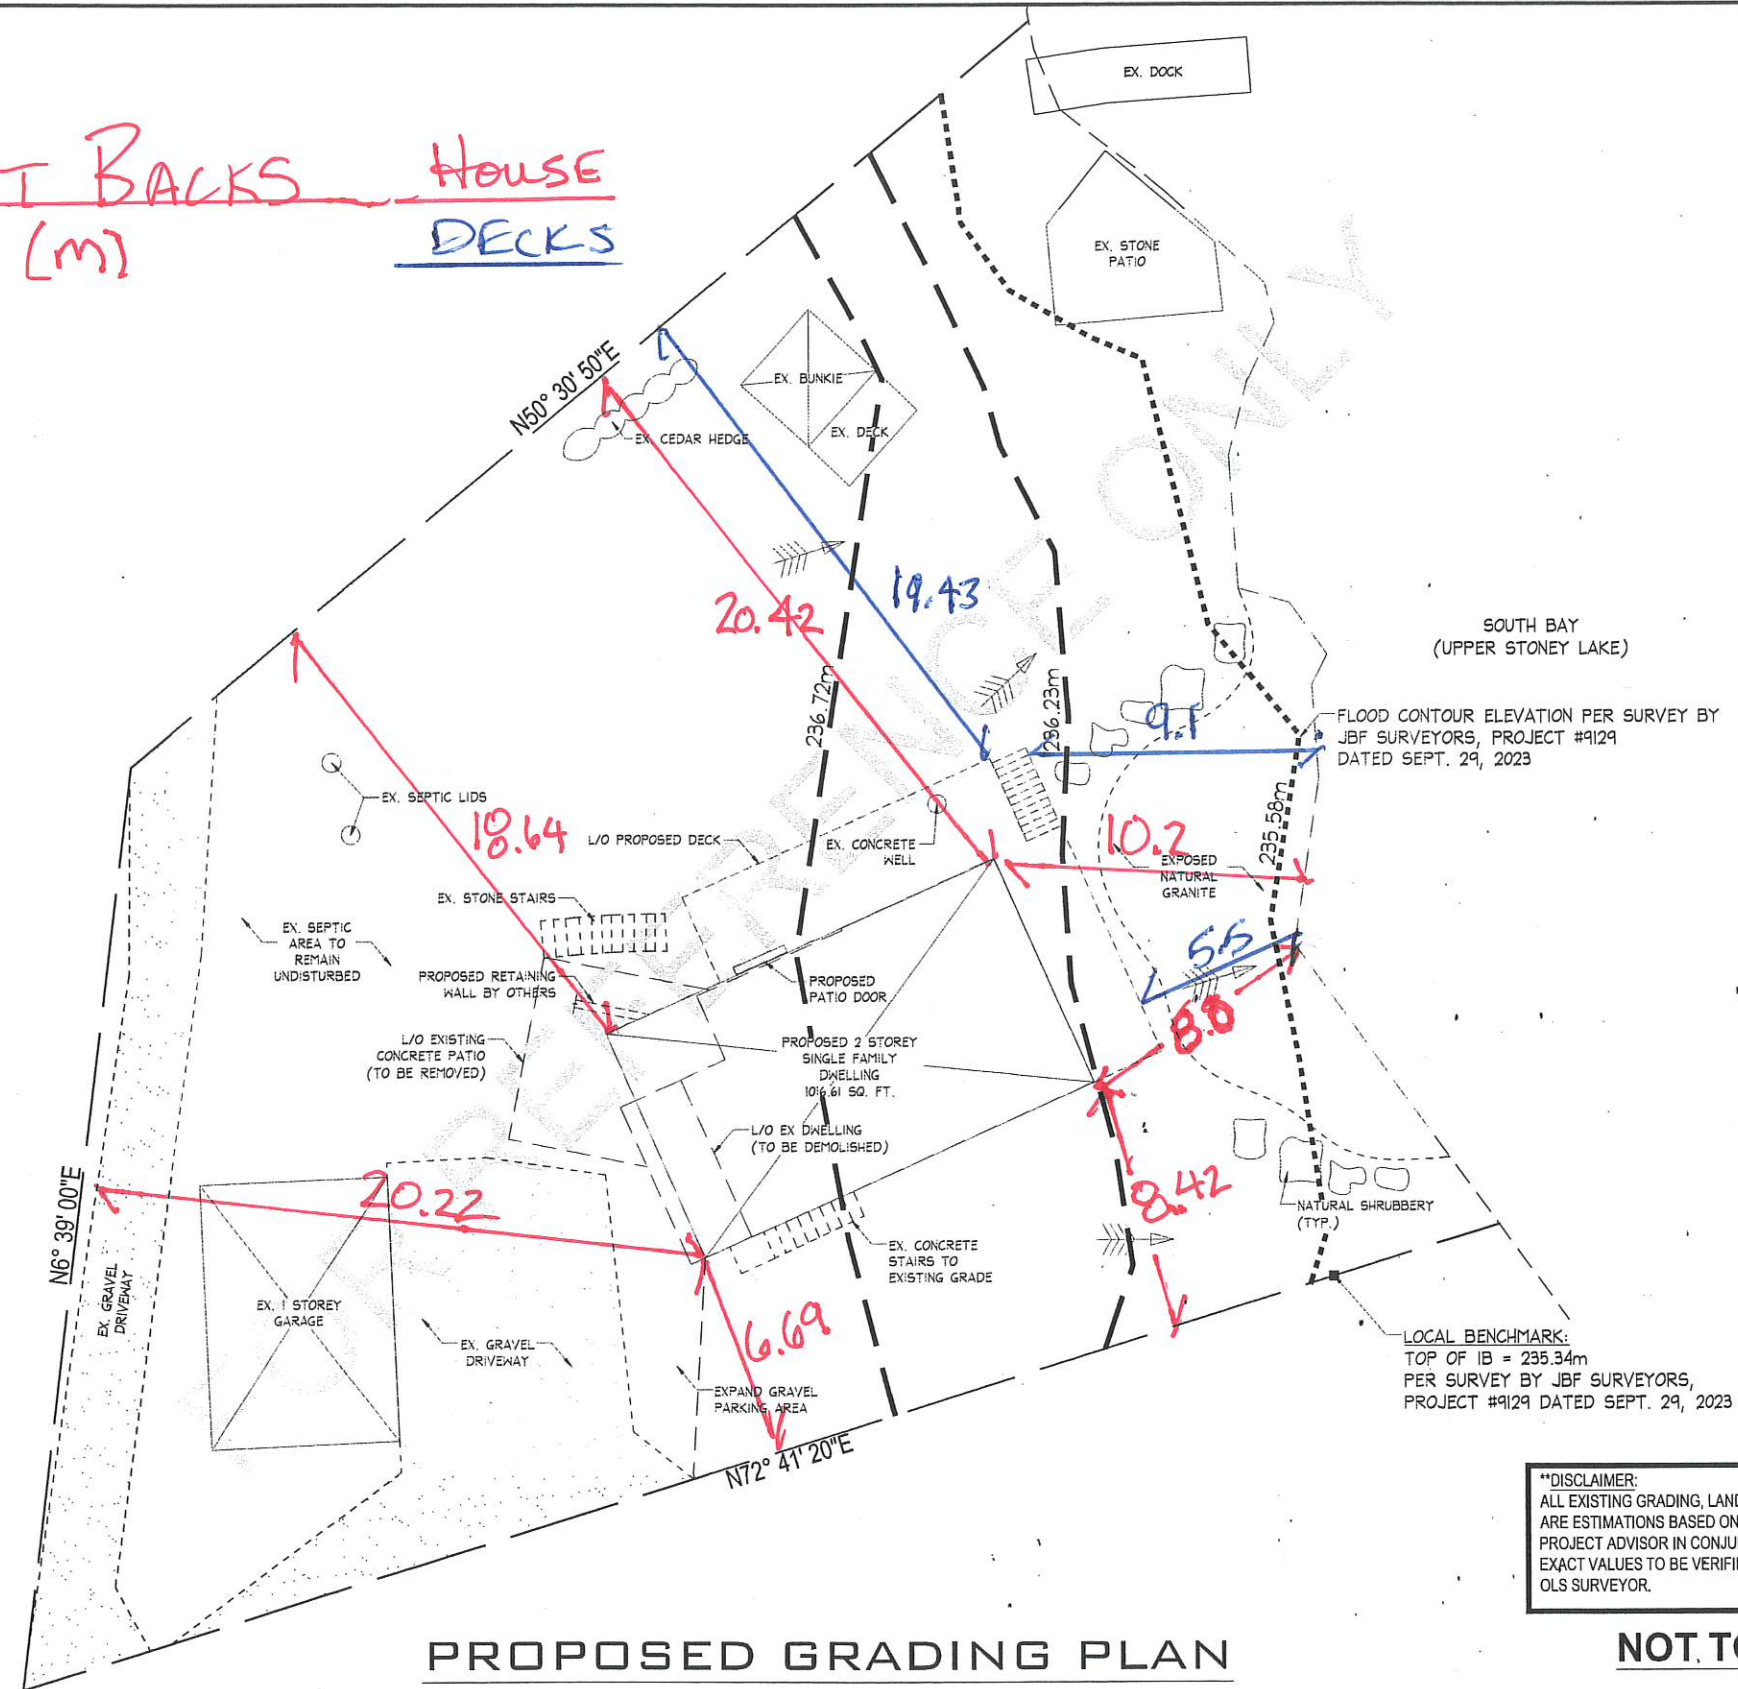 EX. DOCK
BACKS HOUSE
(m) DECKS
EX. STONE
PATIO
N50° 30' 50"E
EX. BUNKIE
EX. CEDAR HEDGE
EX. DECK
19.43
20.42
SOUTH BAY
(UPPER STONEY LAKE)
236.72m
236.23m
9.1
FLOOD CONTOUR ELEVATION PER SURVEY BY
JBF SURVEYORS, PROJECT #9129
DATED SEPT. 29, 2023
EX. SEPTIC LIDS
235.58m
L/O PROPOSED DECK
EX. CONCRETE
WELL
10.2
EXPOSED
NATURAL
GRANITE
EX. STONE STAIRS
EX. SEPTIC
AREA TO
REMAIN
UNDISTURBED
5.5
PROPOSED RETAINING
WALL BY OTHERS
PROPOSED
PATIO DOOR
8.0
L/O EXISTING
CONCRETE PATIO
(TO BE REMOVED)
PROPOSED 2 STOREY
SINGLE FAMILY
DWELLING
1016.61 SQ. FT.
L/O EX DWELLING
(TO BE DEMOLISHED)
N6° 39' 00"E
20.22
8.42
NATURAL SHRUBBERY
(TYP.)
EX. CONCRETE
STAIRS TO
EXISTING GRADE
EX. GRAVEL
DRIVEWAY
EX. 1 STOREY
GARAGE
6.69
EX. GRAVEL
DRIVEWAY
EXPAND GRAVEL
PARKING AREA
LOCAL BENCHMARK:
TOP OF IB = 235.34m
PER SURVEY BY JBF SURVEYORS,
PROJECT #9129 DATED SEPT. 29, 2023
N72° 41' 20"E
**DISCLAIMER:
ALL EXISTING GRADING,
ARE ESTIMATIONS BASED ON
PROJECT ADVISOR IN
EXACT VALUES TO BE
OLS SURVEYOR.
PROPOSED GRADING PLAN
NOT
FOR REFERENCE ONLY